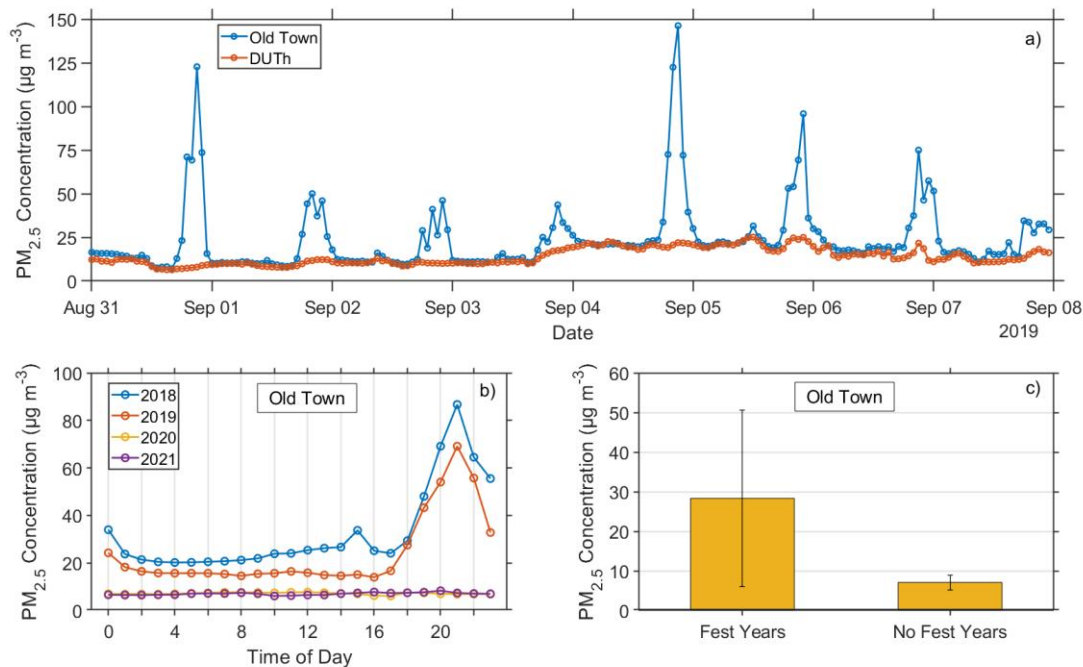 a)
Old Town
DUTh
PM2.5 Concentration (µg m-3)
150
125
100
75
50
25
0
Aug 31 Sep 01 Sep 02 Sep 03 Sep 04 Sep 05 Sep 06 Sep 07 Sep 08
Date
2019
b)
Old Town
2018
2019
2020
2021
PM2.5 Concentration (µg m-3)
100
80
60
40
20
0
0 4 8 12 16 20
Time of Day
c)
Old Town
PM2.5 Concentration (µg m-3)
60
50
40
30
20
10
0
Fest Years No Fest Years